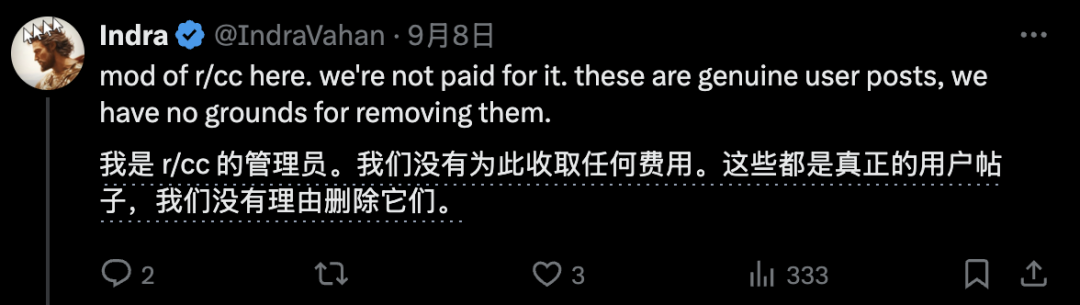 Indra @IndraVahan · 9月8日
mod of r/cc here. we're not paid for it. these are genuine user posts, we
have no grounds for removing them.
我是 r/cc 的管理员。我们没有为此收取任何费用。这些都是真正的用户帖
子，我们没有理由删除它们。
2 3 333